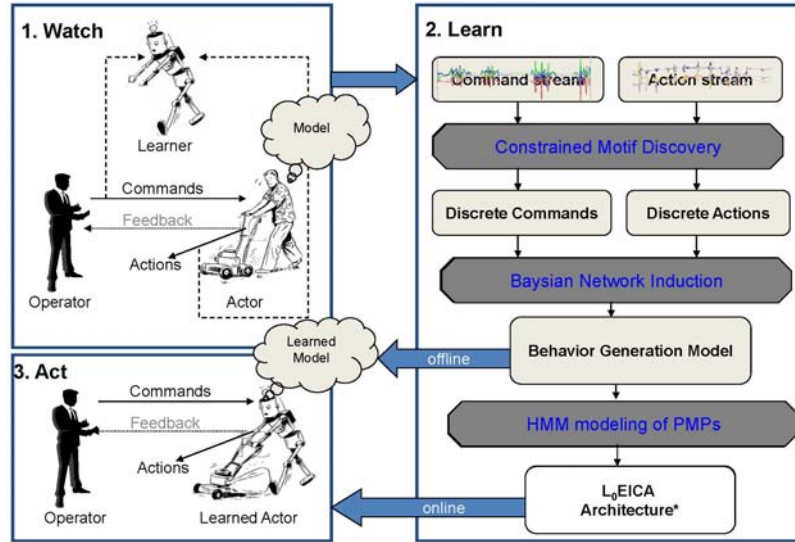 1. Watch
Learner
Model
Commands
Feedback
Actions
Operator
Actor
2. Learn
Command stream
Action stream
Constrained Motif Discovery
Discrete Commands
Discrete Actions
Baysian Network Induction
Behavior Generation Model
offline
HMM modeling of PMPs
L₀EICA
Architecture*
online
Learned
Model
3. Act
Commands
Feedback
Actions
Operator
Learned Actor